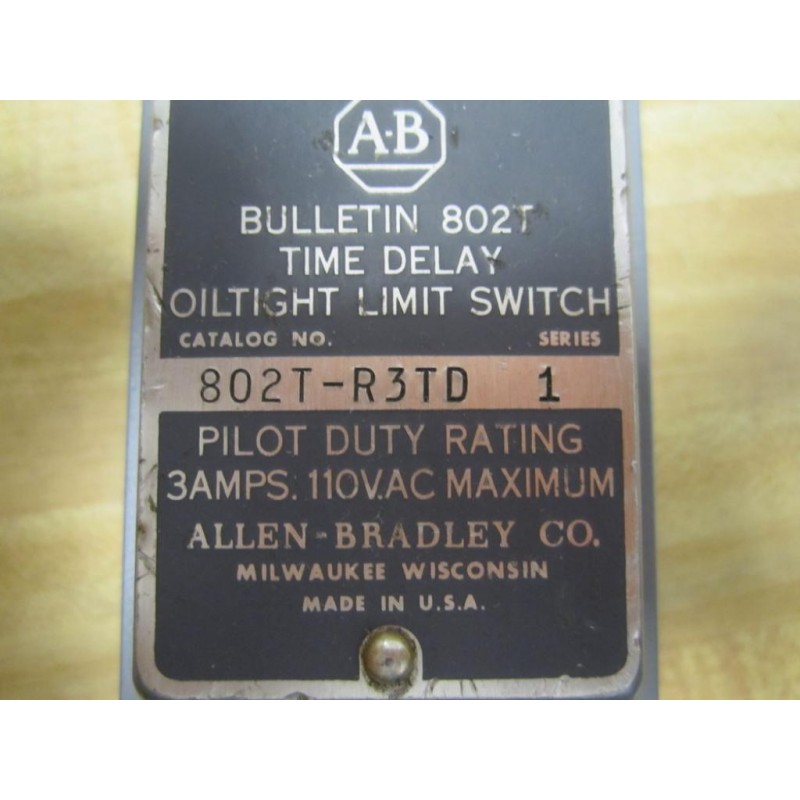 A-B
BULLETIN 802T
TIME DELAY
OILTIGHT LIMIT SWITCH
CATALOG NO. SERIES
802T-R3TD 1
PILOT DUTY RATING
3AMPS. 110V.AC MAXIMUM
ALLEN-BRADLEY CO.
MILWAUKEE WISCONSIN
MADE IN U.S.A.